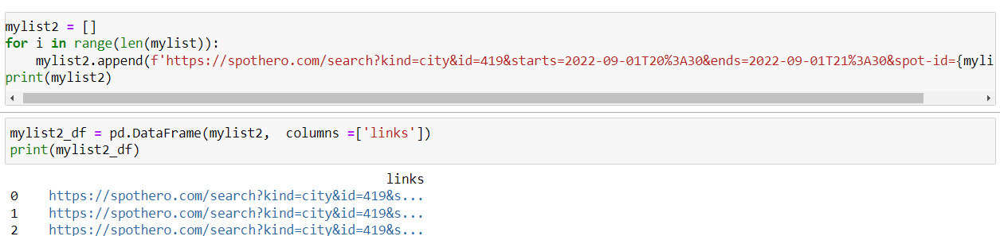 mylist2 = []
for i in range(len(mylist)):
    mylist2.append(f'https://spothero.com/search?kind=city&id=419&starts=2022-09-01T20%3A30&ends=2022-09-01T21%3A30&spot-id={myli
print(mylist2)
mylist2_df = pd.DataFrame(mylist2,  columns =['links'])
print(mylist2_df)
links
0 https://spothero.com/search?kind=city&id=419&s...
1 https://spothero.com/search?kind=city&id=419&s...
2 https://spothero.com/search?kind=city&id=419&s...